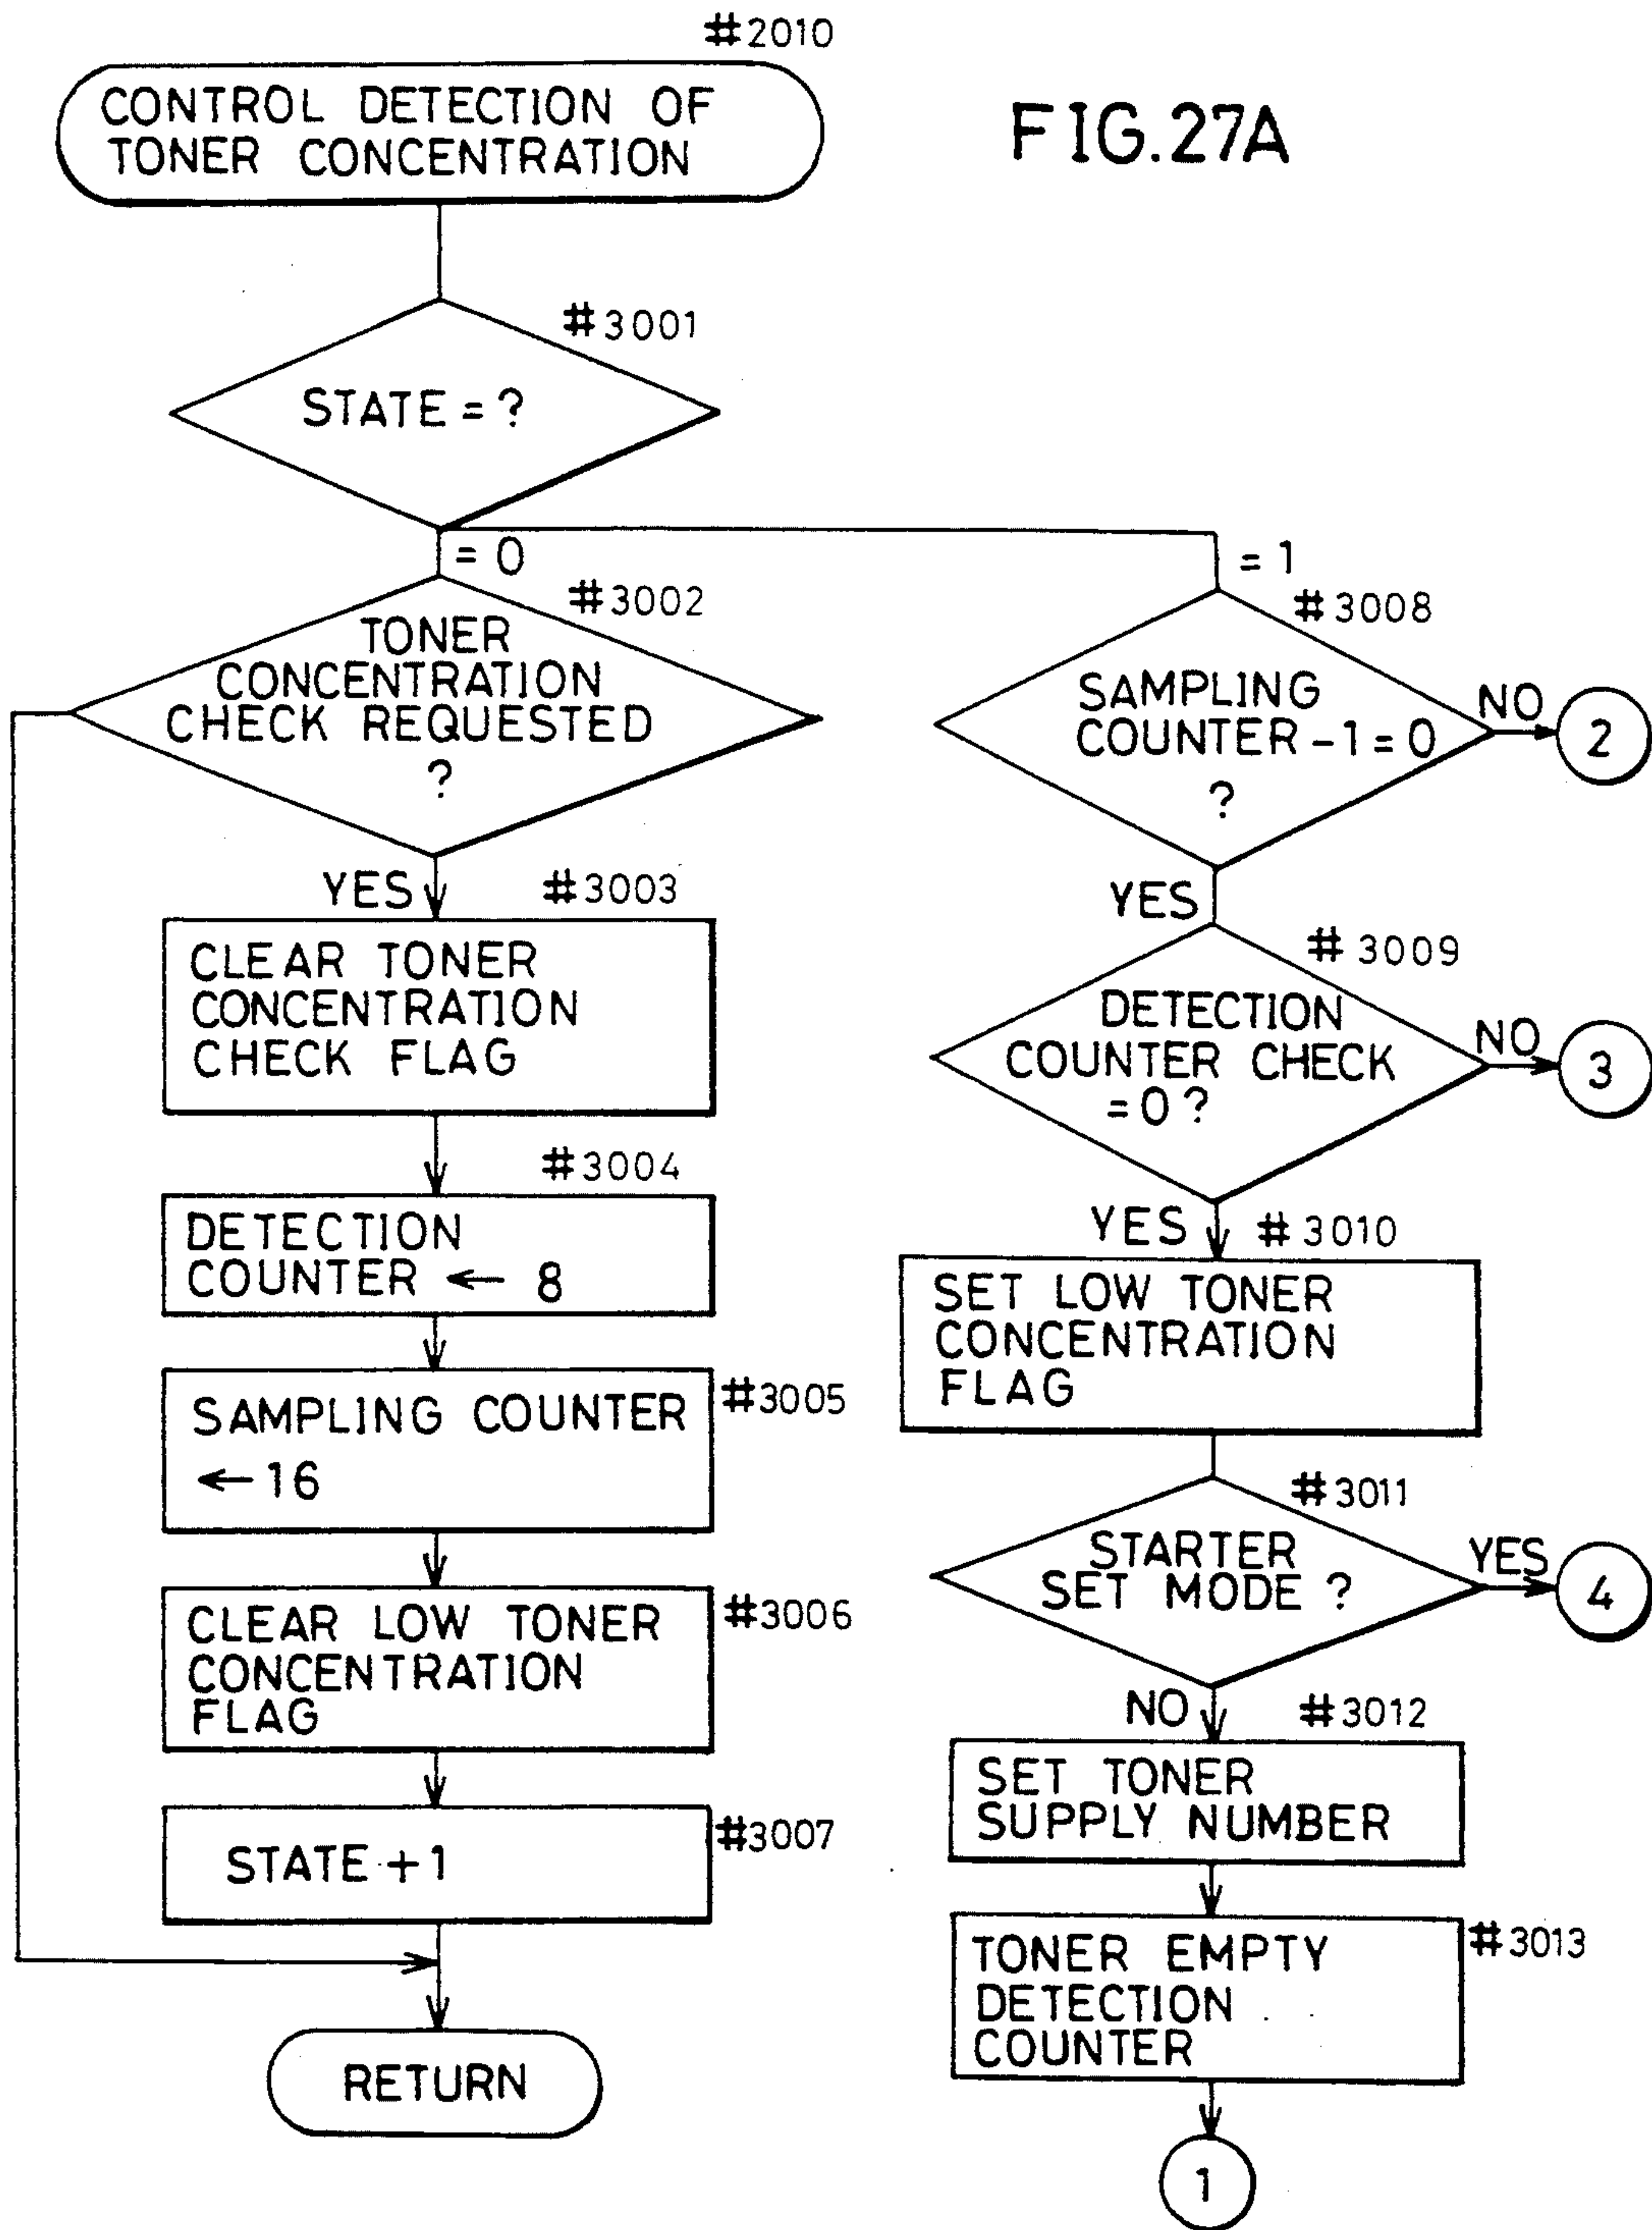 #2010
CONTROL DETECTION OF
TONER CONCENTRATION
FIG.27A
#3001
STATE = ?
= 0
#3002
TONER
CONCENTRATION
CHECK REQUESTED
?
YES
#3003
CLEAR TONER
CONCENTRATION
CHECK FLAG
#3004
DETECTION
COUNTER ← 8
#3005
SAMPLING COUNTER
← 16
#3006
CLEAR LOW TONER
CONCENTRATION
FLAG
#3007
STATE + 1
RETURN
= 1
#3008
SAMPLING
COUNTER - 1 = 0
?
NO
2
YES
#3009
DETECTION
COUNTER CHECK
= 0 ?
NO
3
YES
#3010
SET LOW TONER
CONCENTRATION
FLAG
#3011
STARTER
SET MODE ?
YES
4
NO
#3012
SET TONER
SUPPLY NUMBER
#3013
TONER EMPTY
DETECTION
COUNTER
1